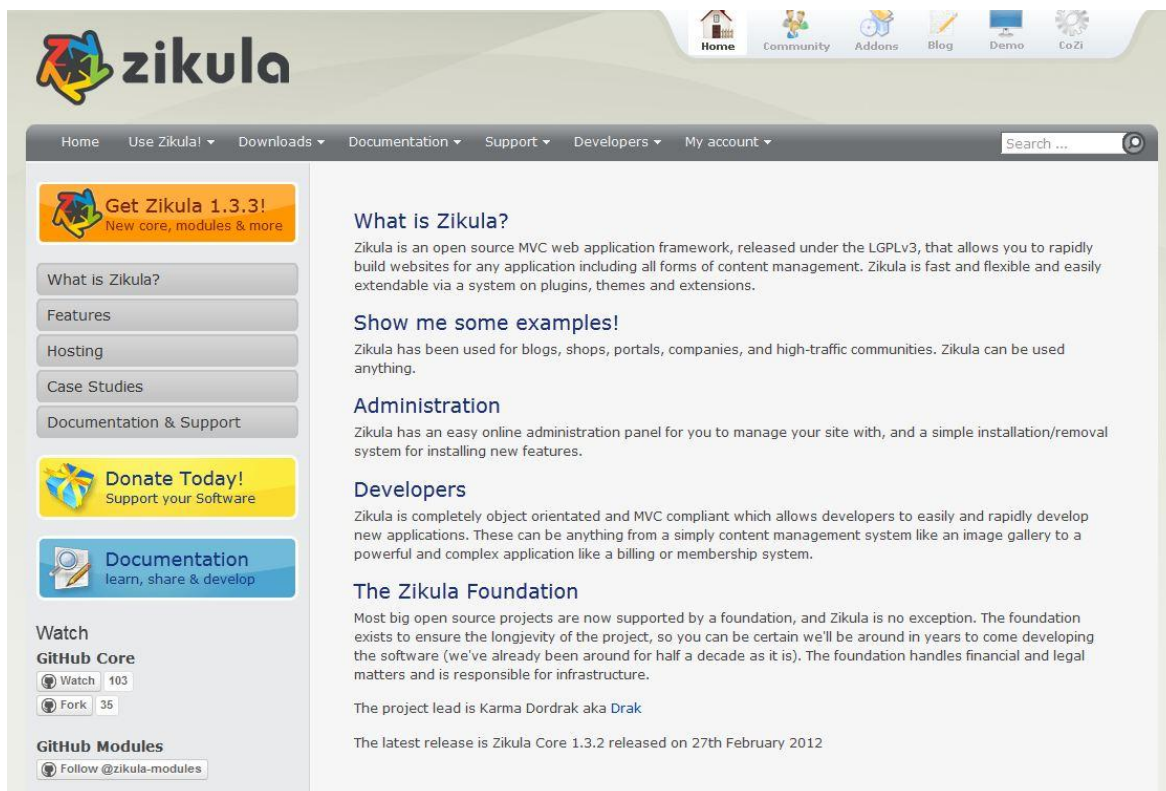 zikula
Home Community Addons Blog Demo CoZi
Home Use Zikula! Downloads Documentation Support Developers My account Search ...
Get Zikula 1.3.3!
New core, modules & more
What is Zikula?
Features
Hosting
Case Studies
Documentation & Support
Donate Today!
Support your Software
Documentation
learn, share & develop
Watch
GitHub Core
Watch 103
Fork 35
GitHub Modules
Follow @zikula-modules
What is Zikula?
Zikula is an open source MVC web application framework, released under the LGPLv3, that allows you to rapidly
build websites for any application including all forms of content management. Zikula is fast and flexible and easily
extendable via a system on plugins, themes and extensions.
Show me some examples!
Zikula has been used for blogs, shops, portals, companies, and high-traffic communities. Zikula can be used
anything.
Administration
Zikula has an easy online administration panel for you to manage your site with, and a simple installation/removal
system for installing new features.
Developers
Zikula is completely object orientated and MVC compliant which allows developers to easily and rapidly develop
new applications. These can be anything from a simply content management system like an image gallery to a
powerful and complex application like a billing or membership system.
The Zikula Foundation
Most big open source projects are now supported by a foundation, and Zikula is no exception. The foundation
exists to ensure the longjevity of the project, so you can be certain we'll be around in years to come developing
the software (we've already been around for half a decade as it is). The foundation handles financial and legal
matters and is responsible for infrastructure.
The project lead is Karma Dordrak aka Drak
The latest release is Zikula Core 1.3.2 released on 27th February 2012